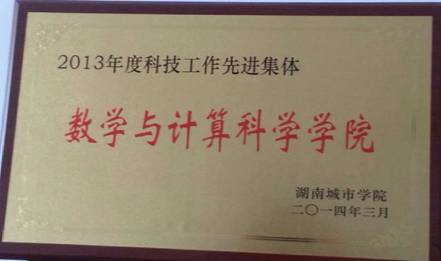 2013年度科技工作先进集体
数学与计算科学学院
湖南城市学院
二〇一四年三月